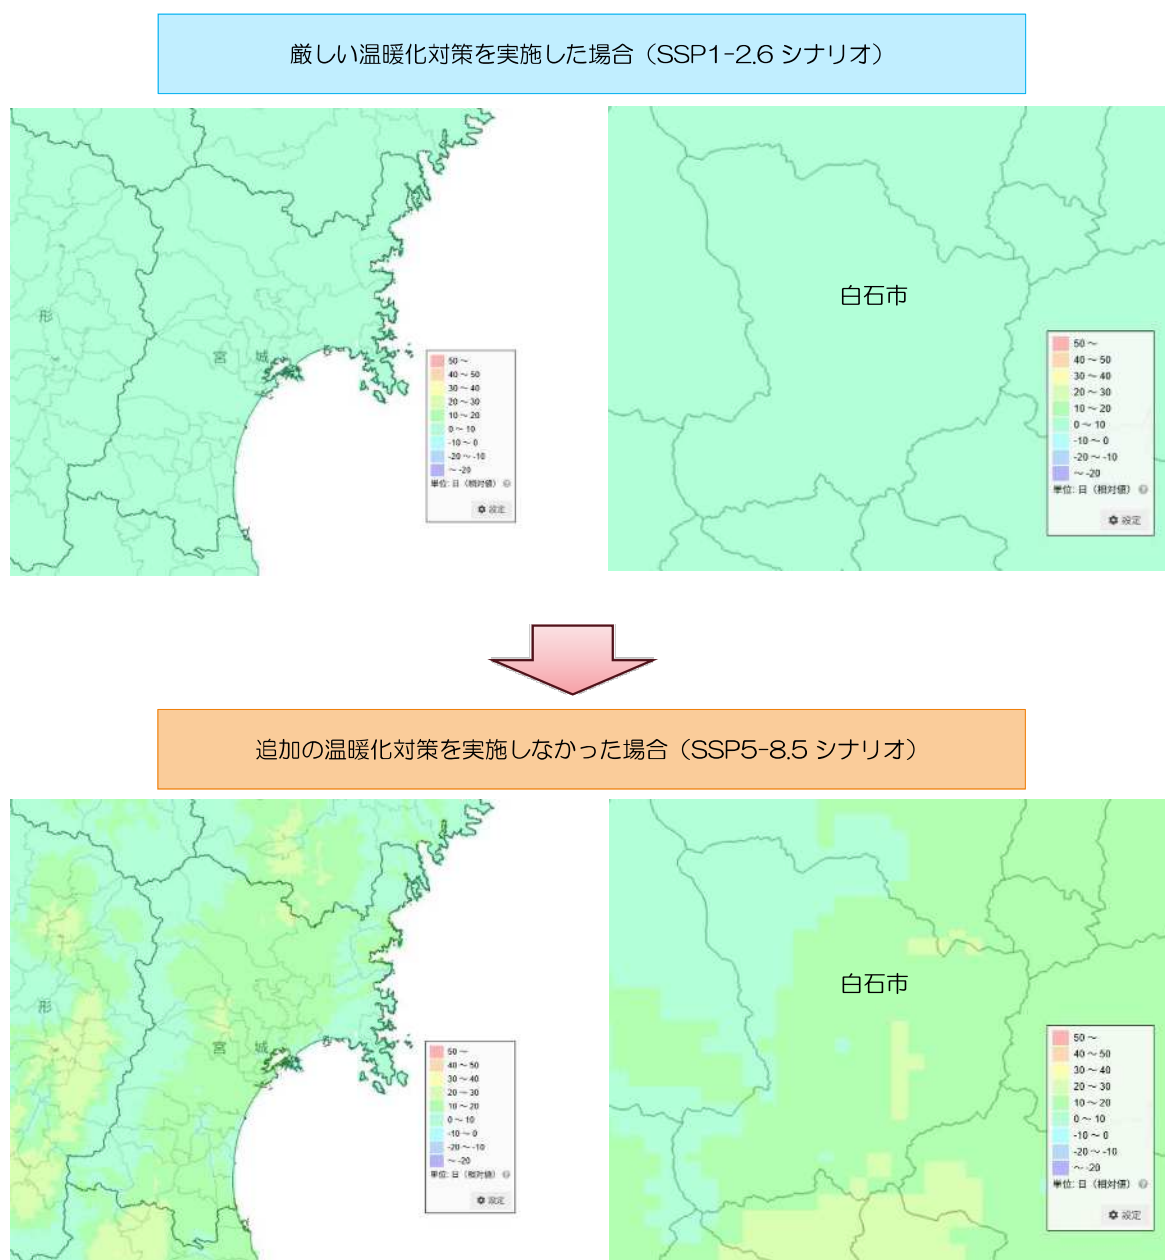 厳しい温暖化対策を実施した場合（SSP1-2.6 シナリオ）
形
宮 城
50 ～
40 ～ 50
30 ～ 40
20 ～ 30
10 ～ 20
0 ～ 10
-10 ～ 0
-20 ～ -10
～ -20
単位: 日（相対値）
設定
白石市
50 ～
40 ～ 50
30 ～ 40
20 ～ 30
10 ～ 20
0 ～ 10
-10 ～ 0
-20 ～ -10
～ -20
単位: 日（相対値）
設定
追加の温暖化対策を実施しなかった場合（SSP5-8.5 シナリオ）
形
宮 城
50 ～
40 ～ 50
30 ～ 40
20 ～ 30
10 ～ 20
0 ～ 10
-10 ～ 0
-20 ～ -10
～ -20
単位: 日（相対値）
設定
白石市
50 ～
40 ～ 50
30 ～ 40
20 ～ 30
10 ～ 20
0 ～ 10
-10 ～ 0
-20 ～ -10
～ -20
単位: 日（相対値）
設定